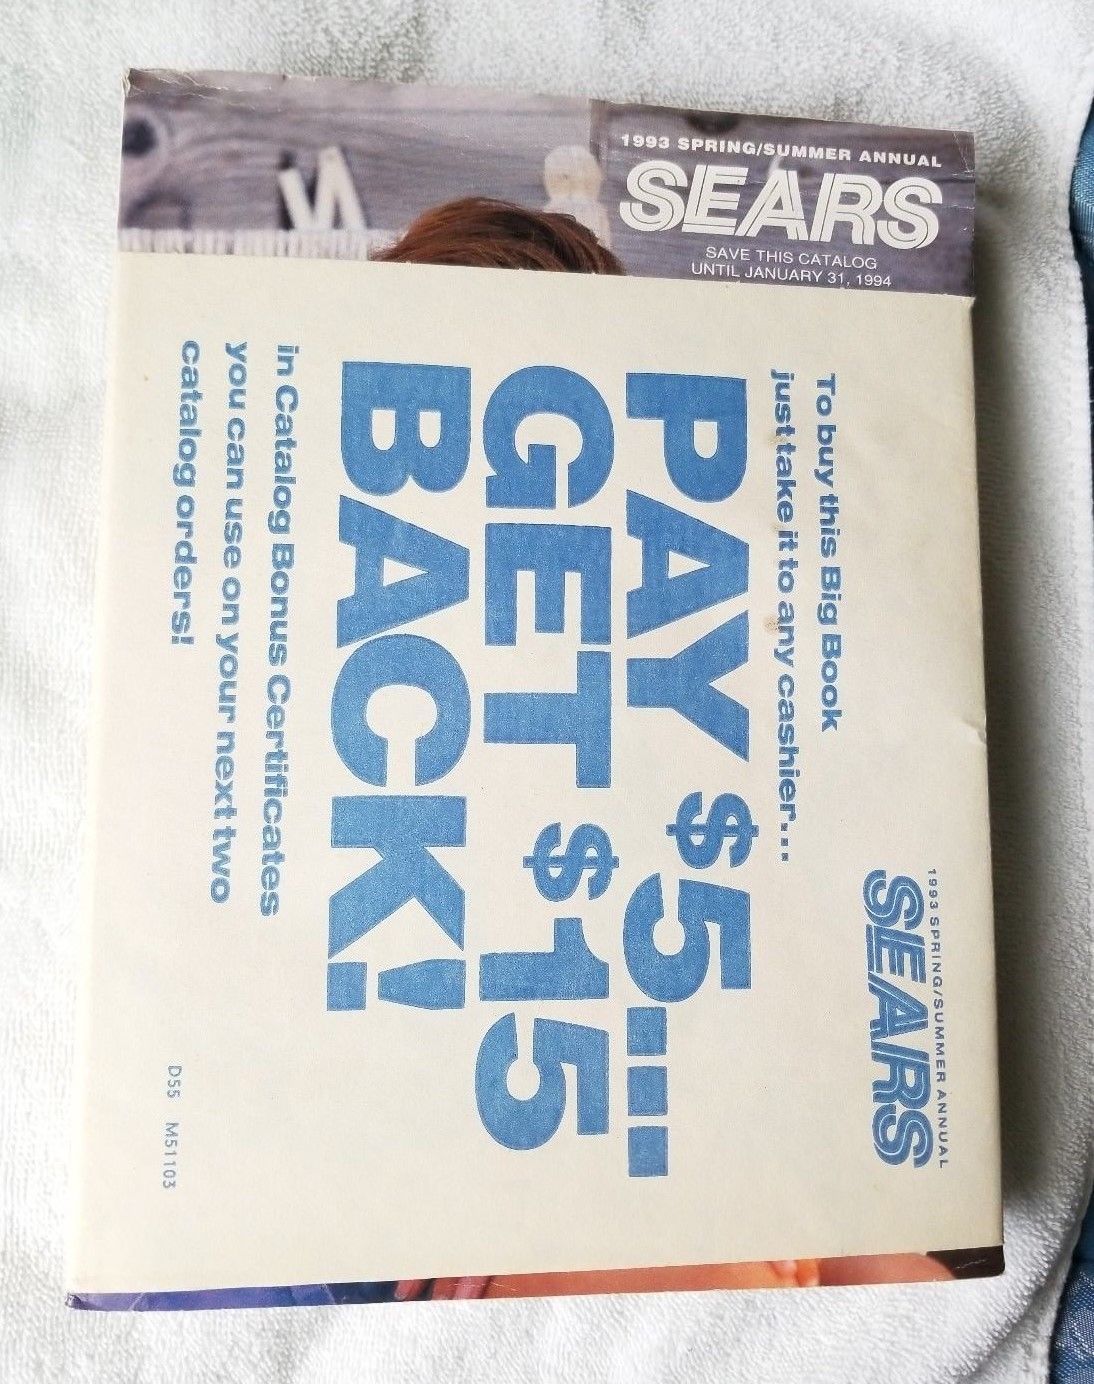 1993 SPRING/SUMMER ANNUAL
SEARS
SAVE THIS CATALOG
UNTIL JANUARY 31, 1994
1993 SPRING/SUMMER ANNUAL
SEARS
To buy this Big Book
just take it to any cashier...
PAY $5...
GET $15
BACK!
in Catalog Bonus Certificates
you can use on your next two
catalog orders!
D55 M51103